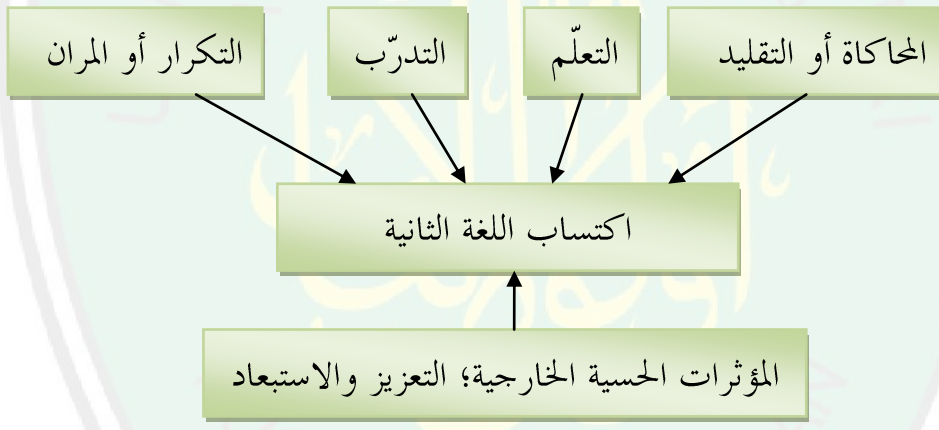 المحاكاة أو التقليد
التعلّم
التدرّب
التكرار أو المران
اكتساب اللغة الثانية
المؤثرات الحسية الخارجية؛ التعزيز والاستبعاد